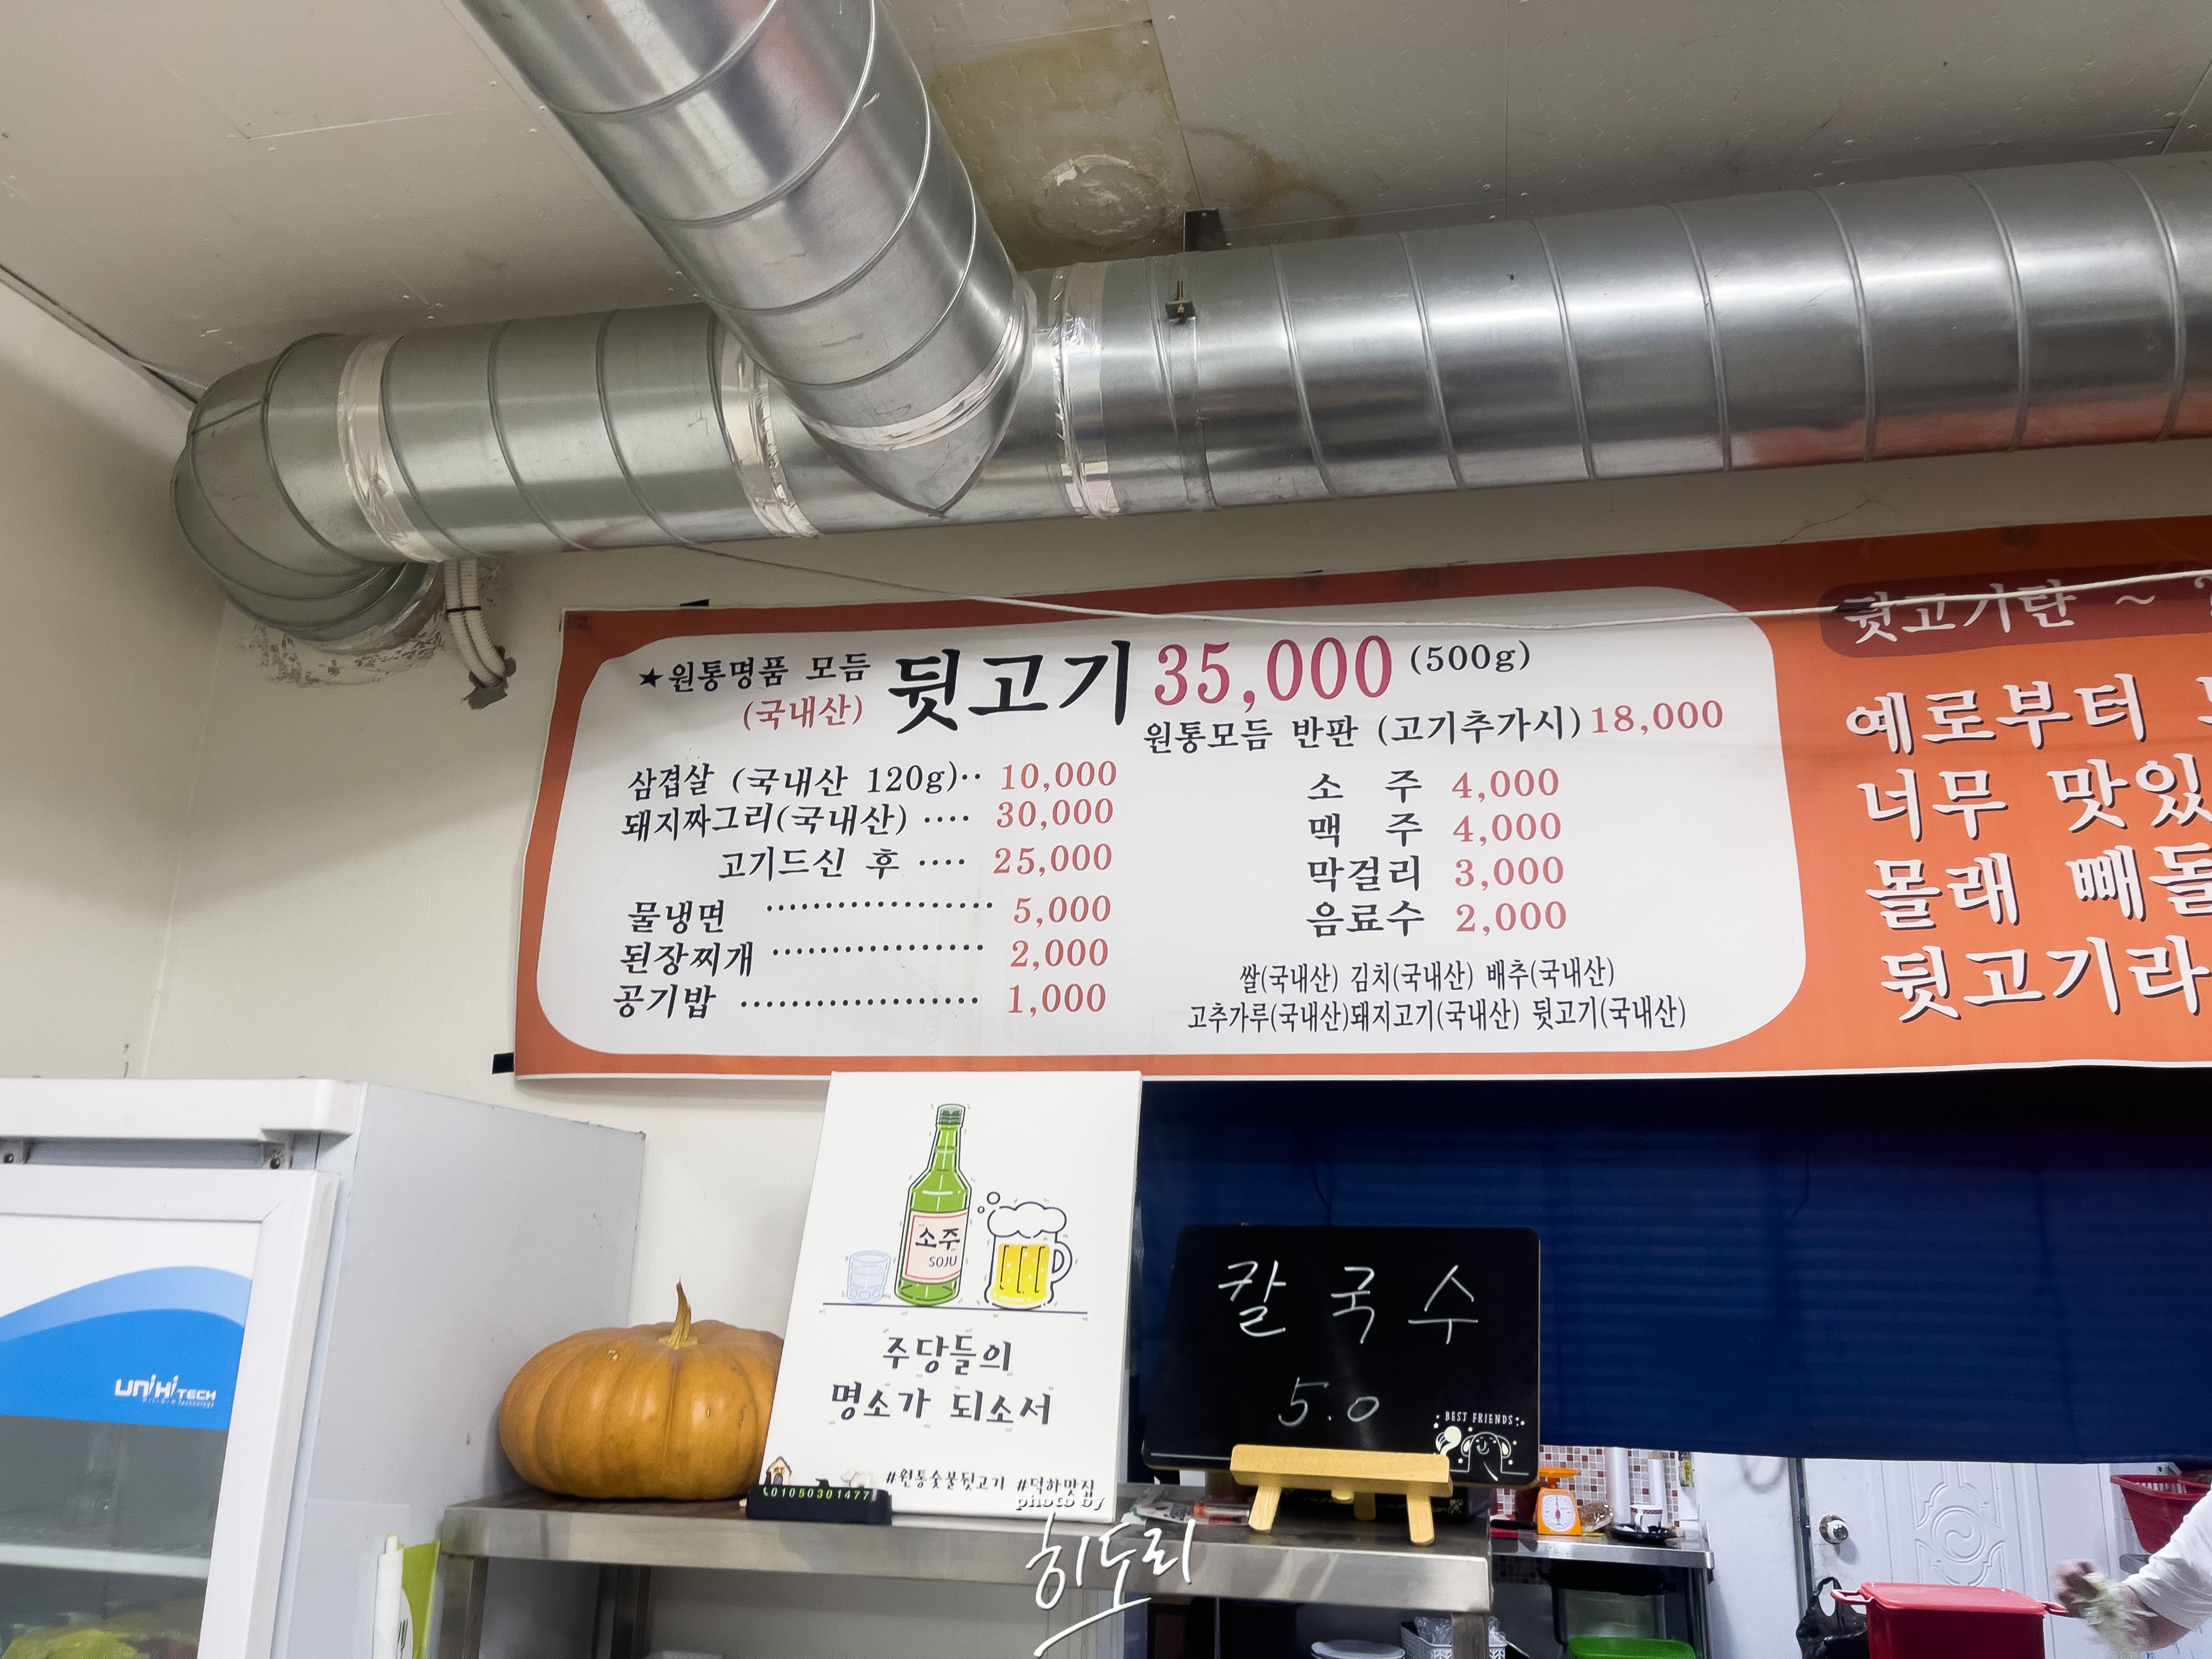 ★원통명품 모듬 뒷고기 35,000 (500g)
(국내산)
원통모듬 반판 (고기추가시) 18,000
삼겹살 (국내산 120g)·· 10,000
돼지짜그리(국내산) ···· 30,000
고기드신 후 ···· 25,000
물냉면 ·················· 5,000
된장찌개 ················· 2,000
공기밥 ··················· 1,000
소 주 4,000
맥 주 4,000
막걸리 3,000
음료수 2,000
쌀(국내산) 김치(국내산) 배추(국내산)
고추가루(국내산)돼지고기(국내산) 뒷고기(국내산)
뒷고기란 ~
예로부터
너무 맛있
몰래 빼돌
뒷고기라
소주
SOJU
주당들의
명소가 되소서
#원통숯불뒷고기 #덕하맛집
01050301477
칼국수
5.0
BEST FRIENDS
UNIHI TECH
photo by
히도리